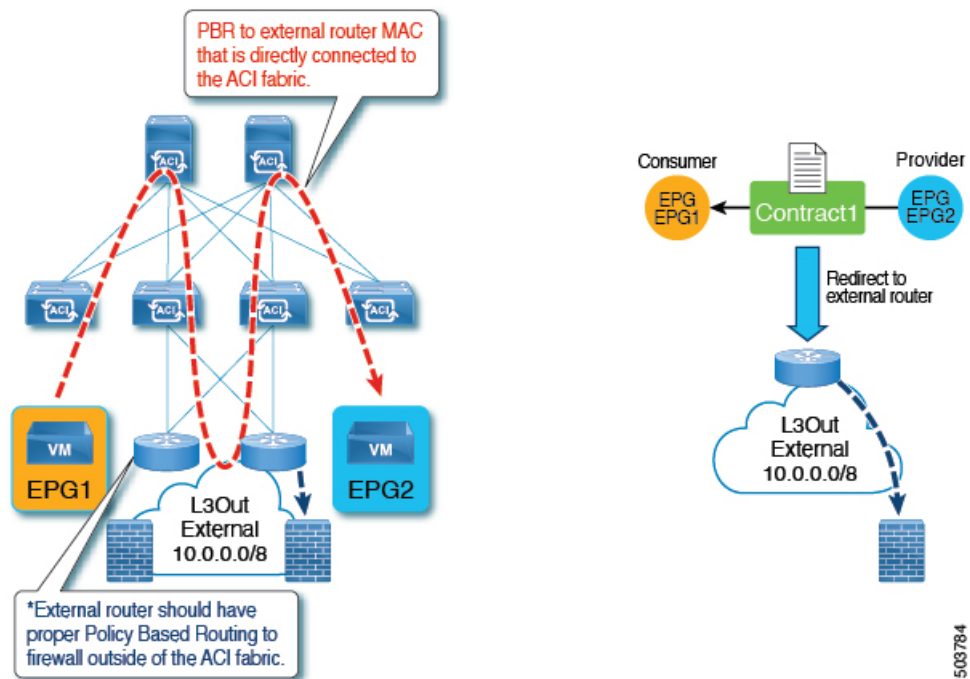 PBR to external router MAC
that is directly connected to
the ACI fabric.
ACI
ACI
ACI
ACI
ACI
ACI
VM
EPG1
VM
EPG2
L3Out
External
10.0.0.0/8
*External router should have
proper Policy Based Routing to
firewall outside of the ACI fabric.
Consumer
Provider
EPG
EPG1
Contract1
EPG
EPG2
Redirect to
external router
L3Out
External
10.0.0.0/8
503784